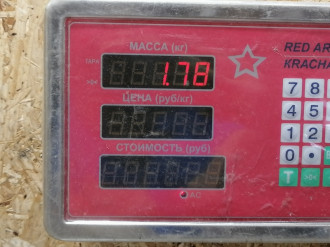 МАССА (кг)
1.78
RED AR
KRACHA
ЦЕНА (руб/кг)
7 8
4 5
1 2
0 .
СТОИМОСТЬ (руб)
T
AC